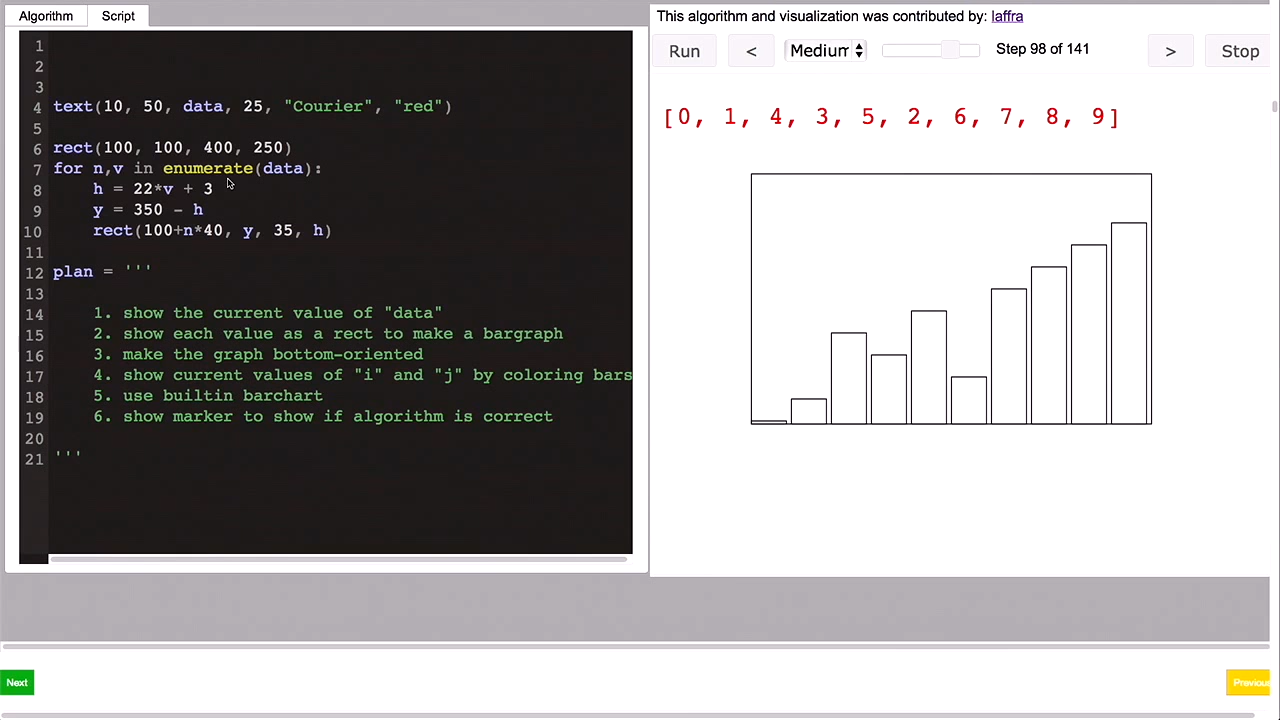 Algorithm Script
1
2
3
4 text(10, 50, data, 25, "Courier", "red")
5
6 rect(100, 100, 400, 250)
7 for n,v in enumerate(data):
8 h = 22*v + 3
9 y = 350 - h
10 rect(100+n*40, y, 35, h)
11
12 plan = '''
13
14 1. show the current value of "data"
15 2. show each value as a rect to make a bargraph
16 3. make the graph bottom-oriented
17 4. show current values of "i" and "j" by coloring bars
18 5. use builtin barchart
19 6. show marker to show if algorithm is correct
20
21 '''
This algorithm and visualization was contributed by: laffra
Run < Medium Step 98 of 141 > Stop
[0, 1, 4, 3, 5, 2, 6, 7, 8, 9]
Next Previous